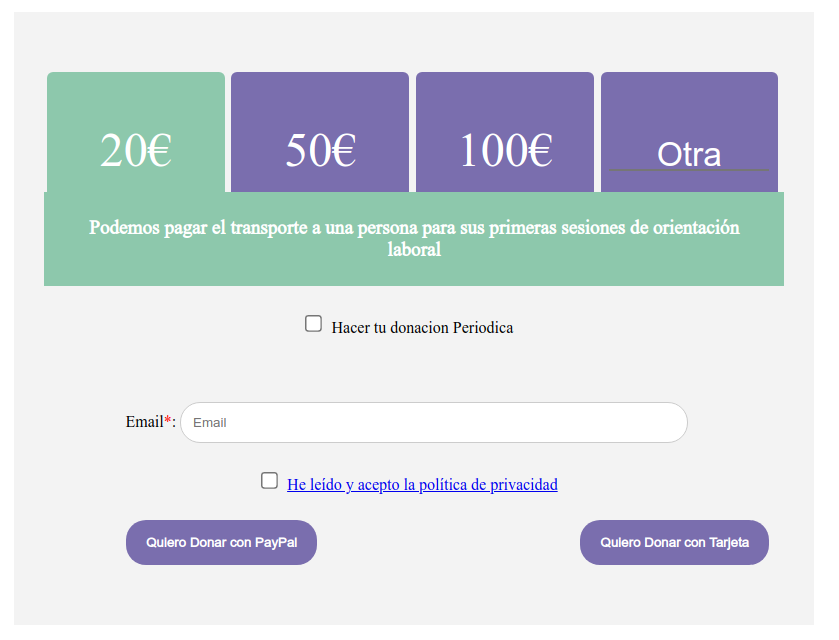 20€ 50€ 100€ Otra
Podemos pagar el transporte a una persona para sus primeras sesiones de orientación
laboral
Hacer tu donacion Periodica
Email*: Email
He leído y acepto la política de privacidad
Quiero Donar con PayPal Quiero Donar con Tarjeta